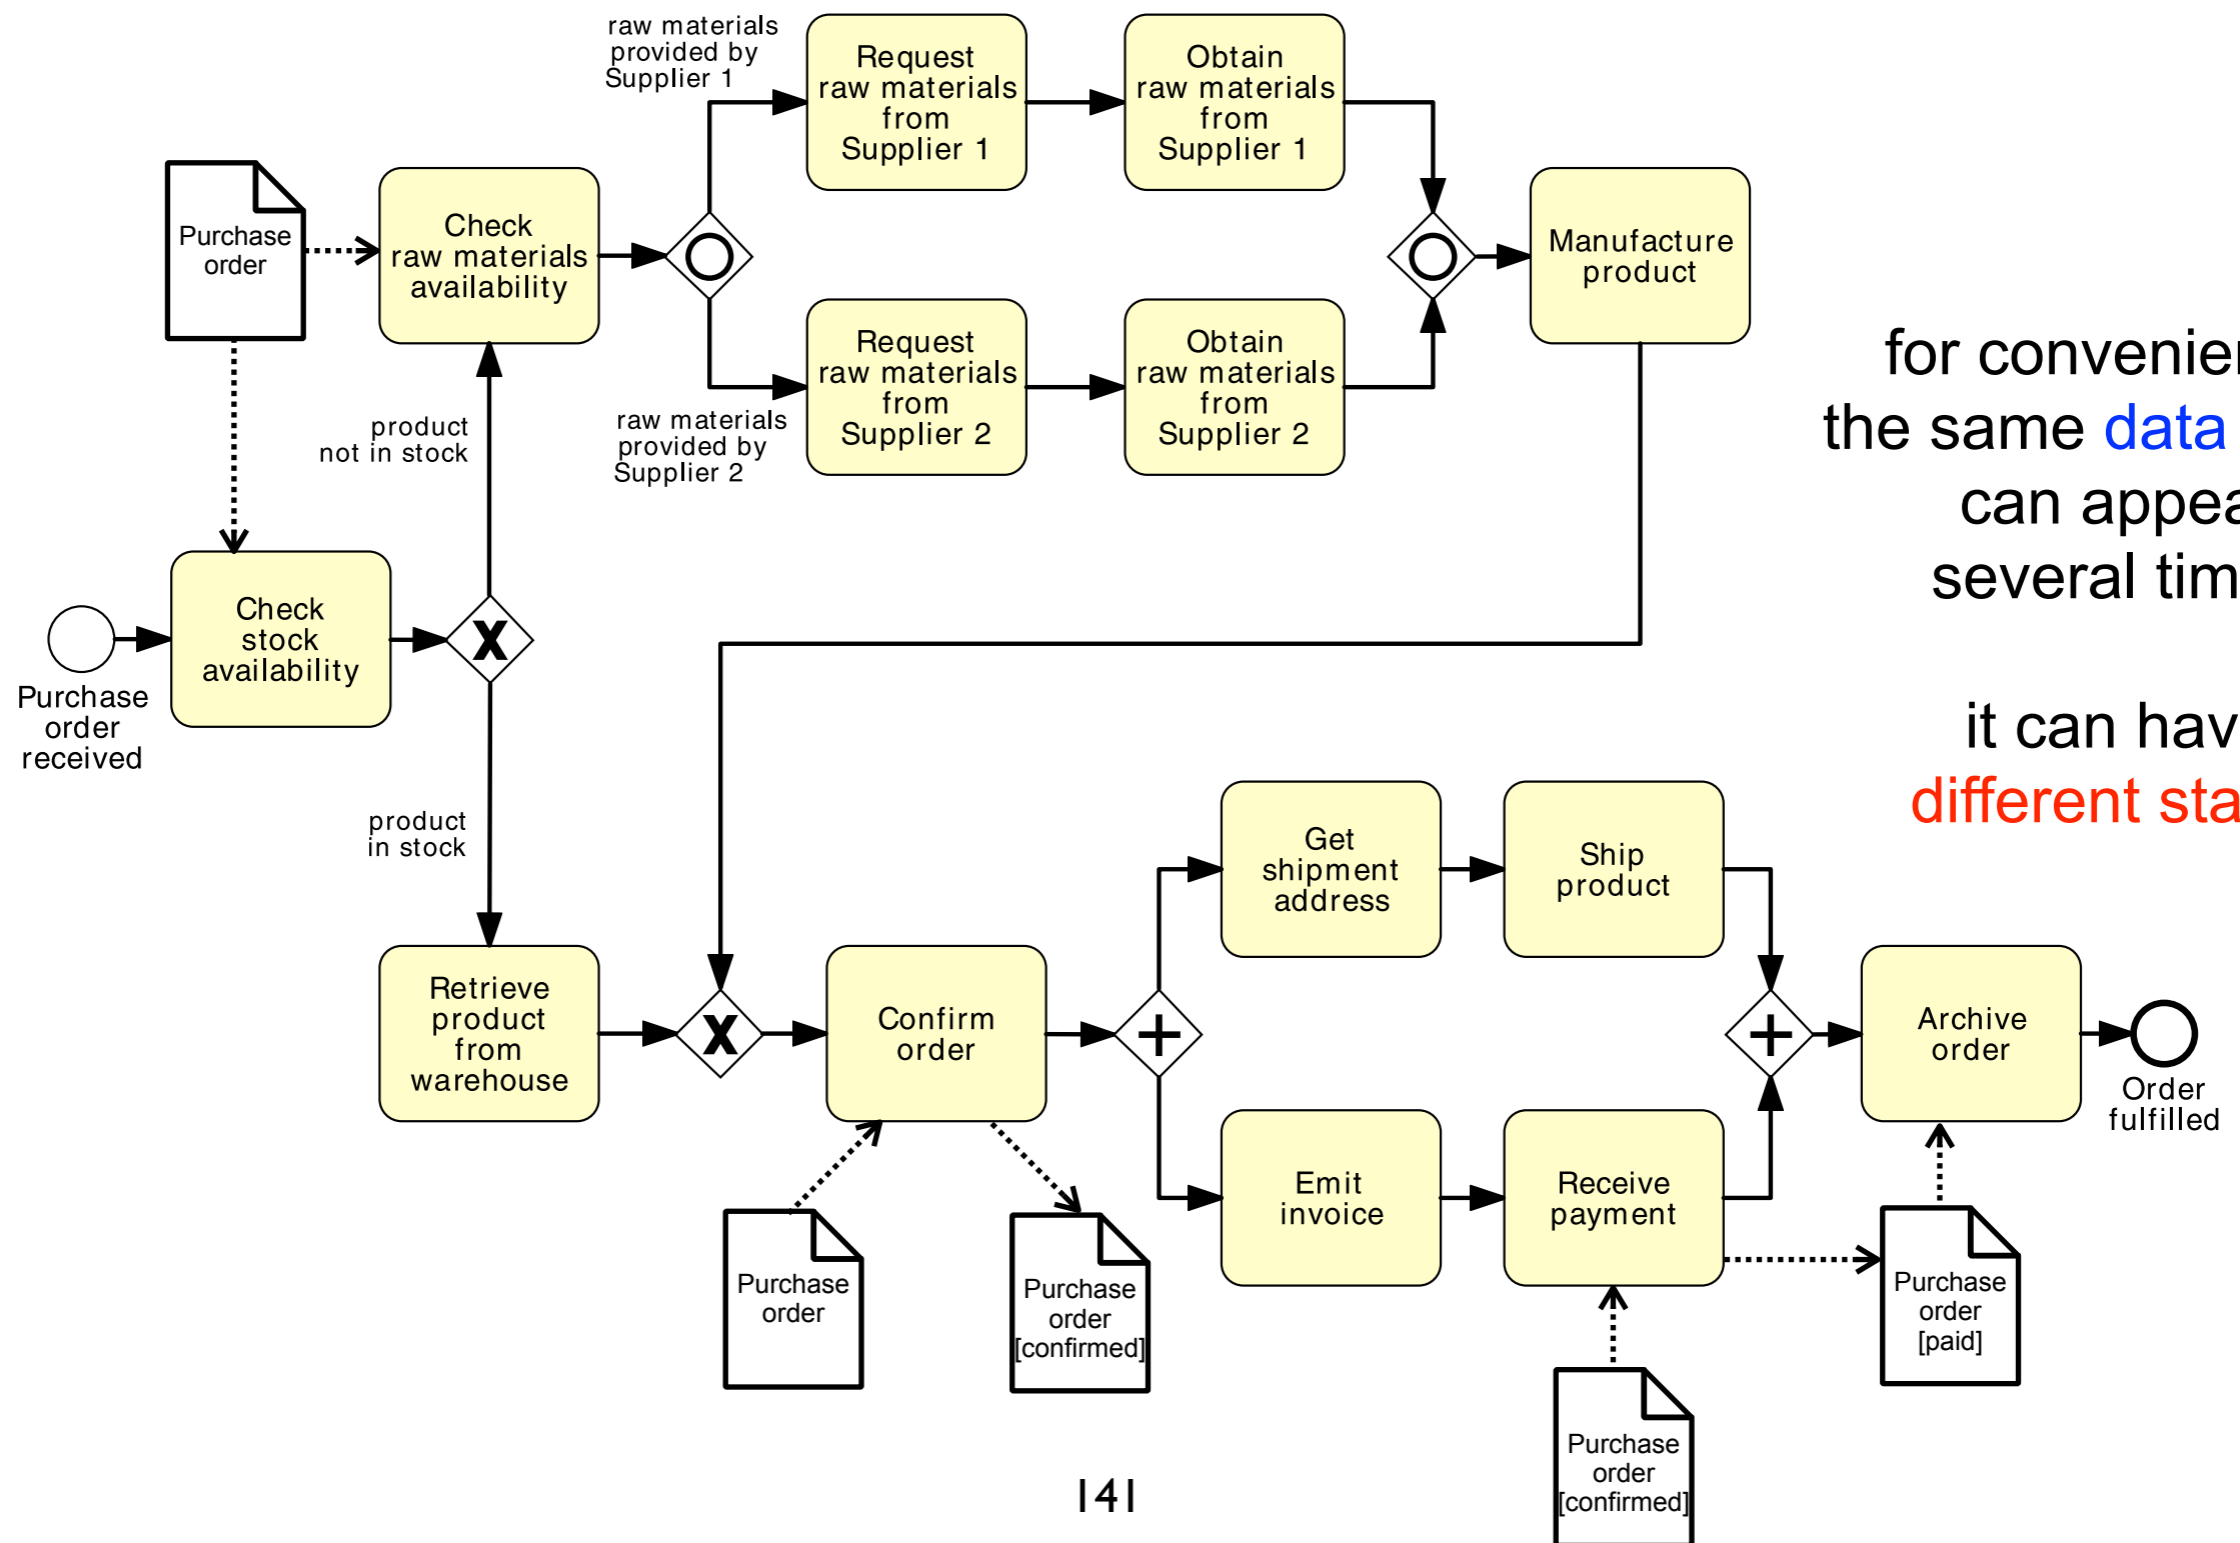 raw materials
provided by
Supplier 1
Request
raw materials
from
Supplier 1
Obtain
raw materials
from
Supplier 1
Purchase
order
Check
raw materials
availability
Manufacture
product
Request
raw materials
from
Supplier 2
Obtain
raw materials
from
Supplier 2
raw materials
provided by
Supplier 2
product
not in stock
for
the same data
can
several
it can
different
Purchase
order
received
Check
stock
availability
X
product
in stock
Get
shipment
address
Ship
product
Retrieve
product
from
warehouse
X
Confirm
order
Archive
order
Order
fulfilled
Emit
invoice
Receive
payment
Purchase
order
Purchase
order
[confirmed]
Purchase
order
[confirmed]
Purchase
order
[paid]
141